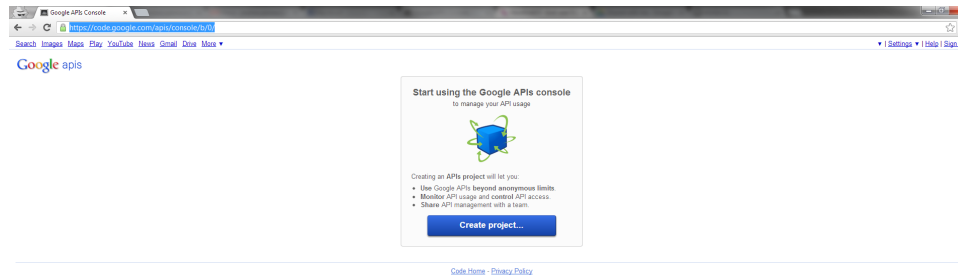 Google APIs Console
https://code.google.com/apis/console/b/0/
Search Images Maps Play YouTube News Gmail Drive More ▼
▼ | Settings ▼ | Help | Sign
Google apis
Start using the Google APIs console
to manage your API usage
Creating an APIs project will let you:
• Use Google APIs beyond anonymous limits.
• Monitor API usage and control API access.
• Share API management with a team.
Create project...
Code Home - Privacy Policy